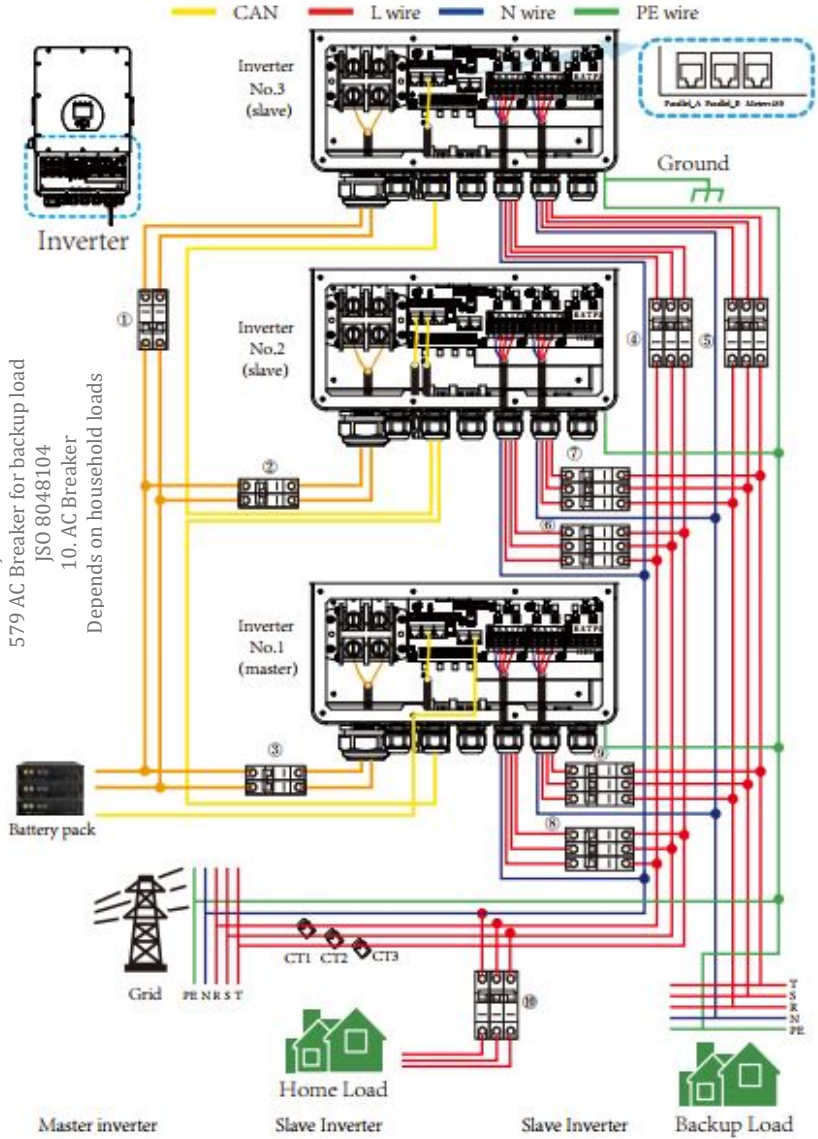 CAN L wire N wire PE wire
Inverter
No.3
(slave)
Parallel_A Parallel_B Meter+485
Ground
Inverter
①
Inverter
No.2
(slave)
BATPE
④
⑤
579 AC Breaker for backup load
JSO 8048104
10. AC Breaker
Depends on household loads
②
⑦
⑥
Inverter
No.1
(master)
BATPE
③
⑨
⑧
Battery pack
CT1 CT2 CT3
Grid
PE N R S T
⑩
T
S
R
N
PE
Home Load
Master inverter
Slave Inverter
Slave Inverter
Backup Load